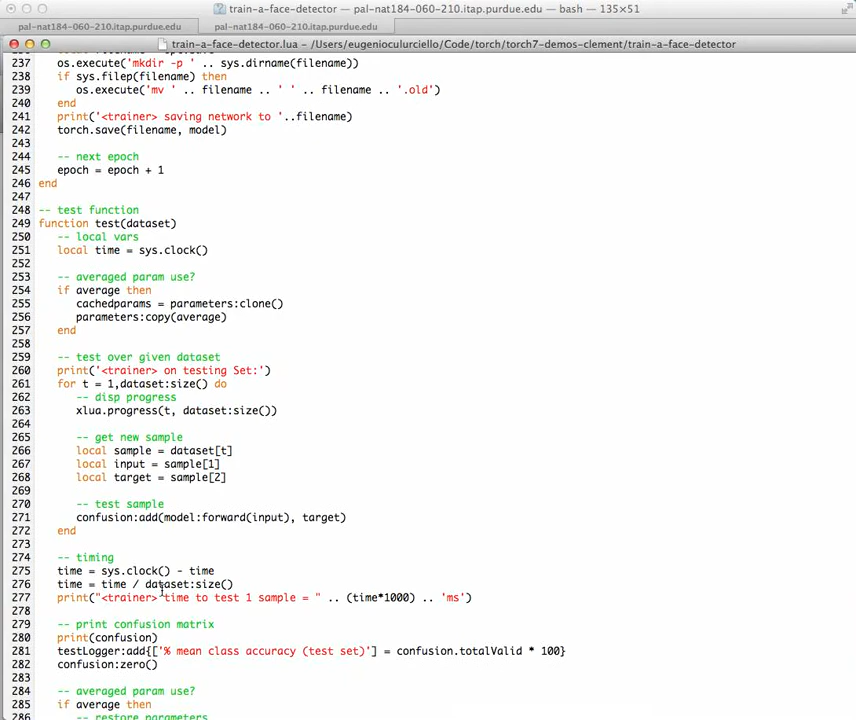 train-a-face-detector — pal-nat184-060-210.itap.purdue.edu — bash — 135×51
pal-nat184-060-210.itap.purdue.edu pal-nat184-060-210.itap.purdue.edu
train-a-face-detector.lua – /Users/eugenioculurciello/Code/torch/torch7-demos-clement/train-a-face-detector
237 os.execute('mkdir -p ' .. sys.dirname(filename))
238 if sys.filep(filename) then
239 os.execute('mv ' .. filename .. ' ' .. filename .. '.old')
240 end
241 print('<trainer> saving network to '..filename)
242 torch.save(filename, model)
243
244 -- next epoch
245 epoch = epoch + 1
246 end
247
248 -- test function
249 function test(dataset)
250 -- local vars
251 local time = sys.clock()
252
253 -- averaged param use?
254 if average then
255 cachedparams = parameters:clone()
256 parameters:copy(average)
257 end
258
259 -- test over given dataset
260 print('<trainer> on testing Set:')
261 for t = 1,dataset:size() do
262 -- disp progress
263 xlua.progress(t, dataset:size())
264
265 -- get new sample
266 local sample = dataset[t]
267 local input = sample[1]
268 local target = sample[2]
269
270 -- test sample
271 confusion:add(model:forward(input), target)
272 end
273
274 -- timing
275 time = sys.clock() - time
276 time = time / dataset:size()
277 print("<trainer> time to test 1 sample = " .. (time*1000) .. 'ms')
278
279 -- print confusion matrix
280 print(confusion)
281 testLogger:add{['% mean class accuracy (test set)'] = confusion.totalValid * 100}
282 confusion:zero()
283
284 -- averaged param use?
285 if average then
286 -- restore parameters